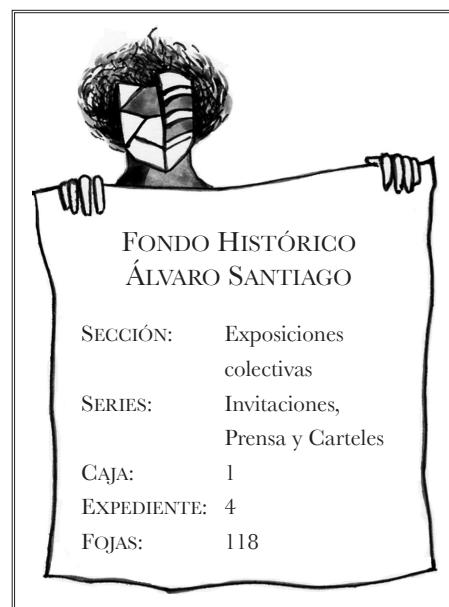 FONDO HISTÓRICO
ÁLVARO SANTIAGO
SECCIÓN: Exposiciones
colectivas
SERIES: Invitaciones,
Prensa y Carteles
CAJA: 1
EXPEDIENTE: 4
FOJAS: 118